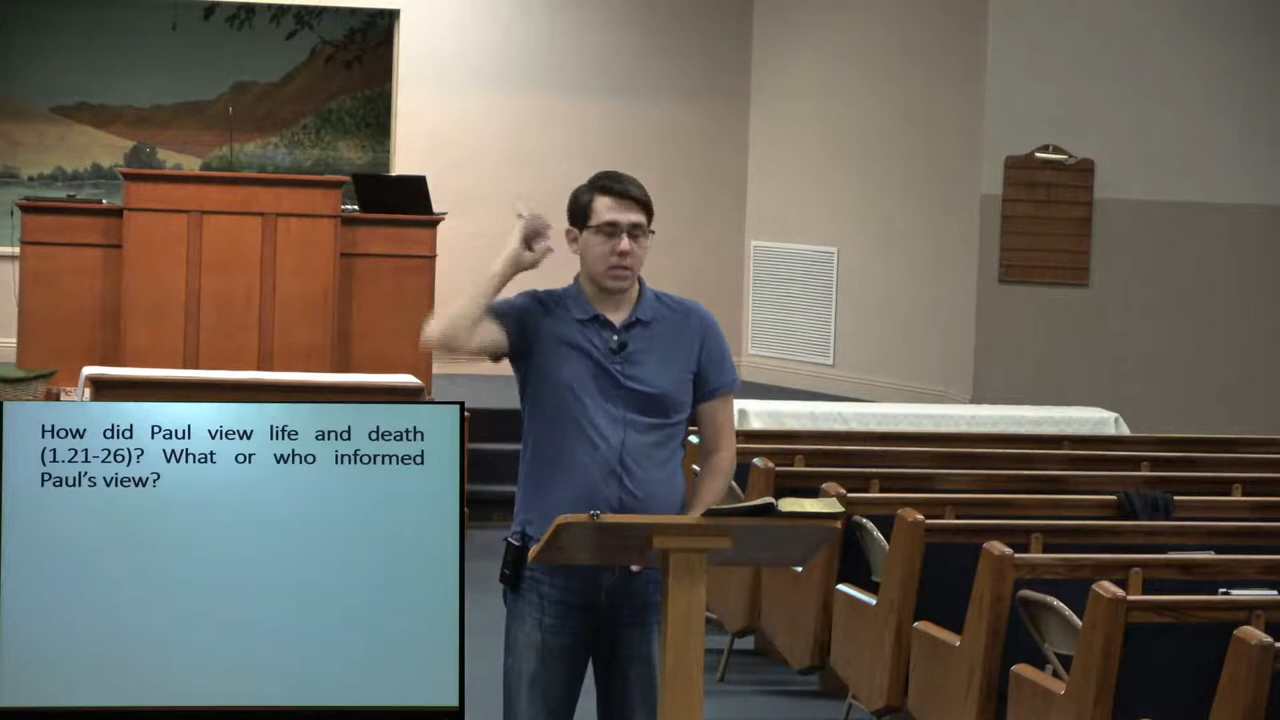 How did Paul view life and death
(1.21-26)? What or who informed
Paul's view?